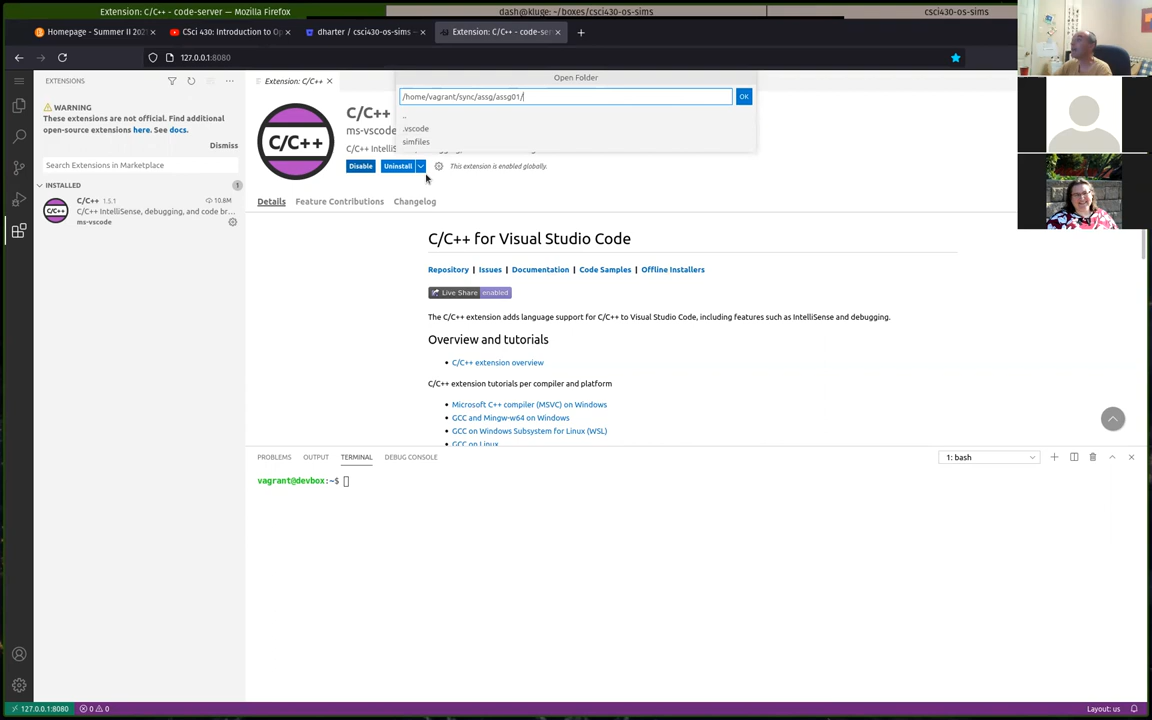 Extension: C/C++ - code-server — Mozilla Firefox
dash@kluge: ~/boxes/csci430-os-sims
csci430-os-sims
Homepage - Summer II 202
CSci 430: Introduction to Op
dharter / csci430-os-sims —
Extension: C/C++ - code-ser
127.0.0.1:8080
EXTENSIONS
WARNING
These extensions are not official. Find additional
open-source extensions here. See docs.
Dismiss
Search Extensions in Marketplace
INSTALLED
1
C/C++ 1.5.1
10.8M
C/C++ IntelliSense, debugging, and code br...
ms-vscode
Extension: C/C++
Open Folder
/home/vagrant/sync/assg/assg01/
OK
..
.vscode
simfiles
C/C++
C/C++
ms-vscode
C/C++ IntelliS
Disable
Uninstall
This extension is enabled globally.
Details
Feature Contributions
Changelog
C/C++ for Visual Studio Code
Repository | Issues | Documentation | Code Samples | Offline Installers
Live Share enabled
The C/C++ extension adds language support for C/C++ to Visual Studio Code, including features such as IntelliSense and debugging.
Overview and tutorials
• C/C++ extension overview
C/C++ extension tutorials per compiler and platform
• Microsoft C++ compiler (MSVC) on Windows
• GCC and Mingw-w64 on Windows
• GCC on Windows Subsystem for Linux (WSL)
• GCC on Linux
PROBLEMS
OUTPUT
TERMINAL
DEBUG CONSOLE
1: bash
vagrant@devbox:~$
127.0.0.1:8080
0
0
Layout: us